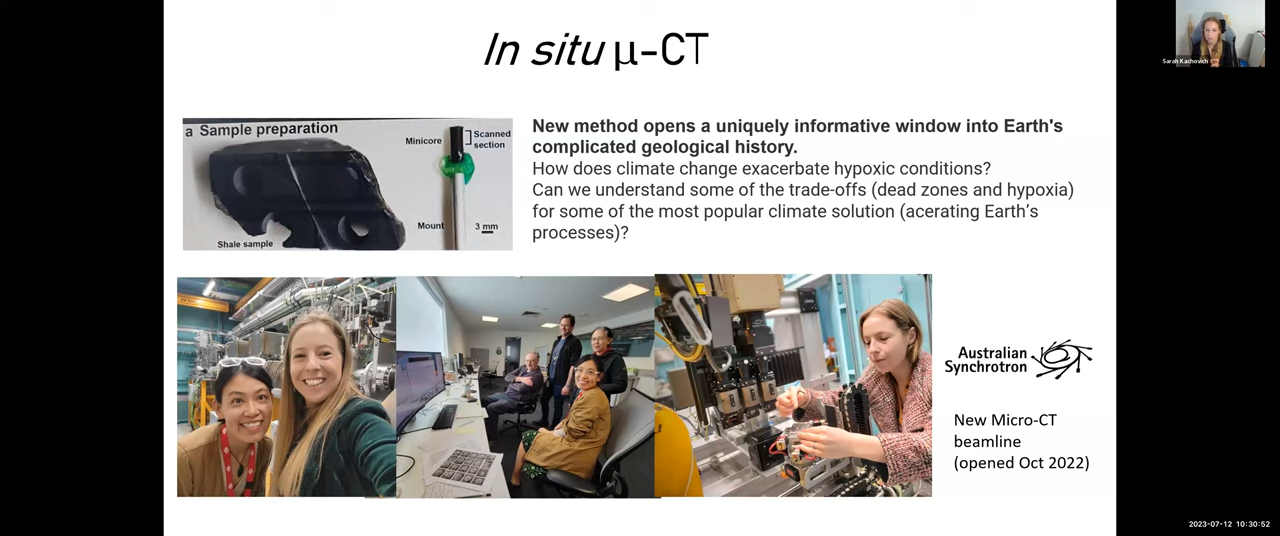 In situ μ-CT
Sarah Kachovich
a Sample preparation
Minicore
Scanned
section
Mount
3 mm
Shale sample
New method opens a uniquely informative window into Earth's
complicated geological history.
How does climate change exacerbate hypoxic conditions?
Can we understand some of the trade-offs (dead zones and hypoxia)
for some of the most popular climate solution (acerating Earth's
processes)?
Australian
Synchrotron
New Micro-CT
beamline
(opened Oct 2022)
2023-07-12 10:30:52